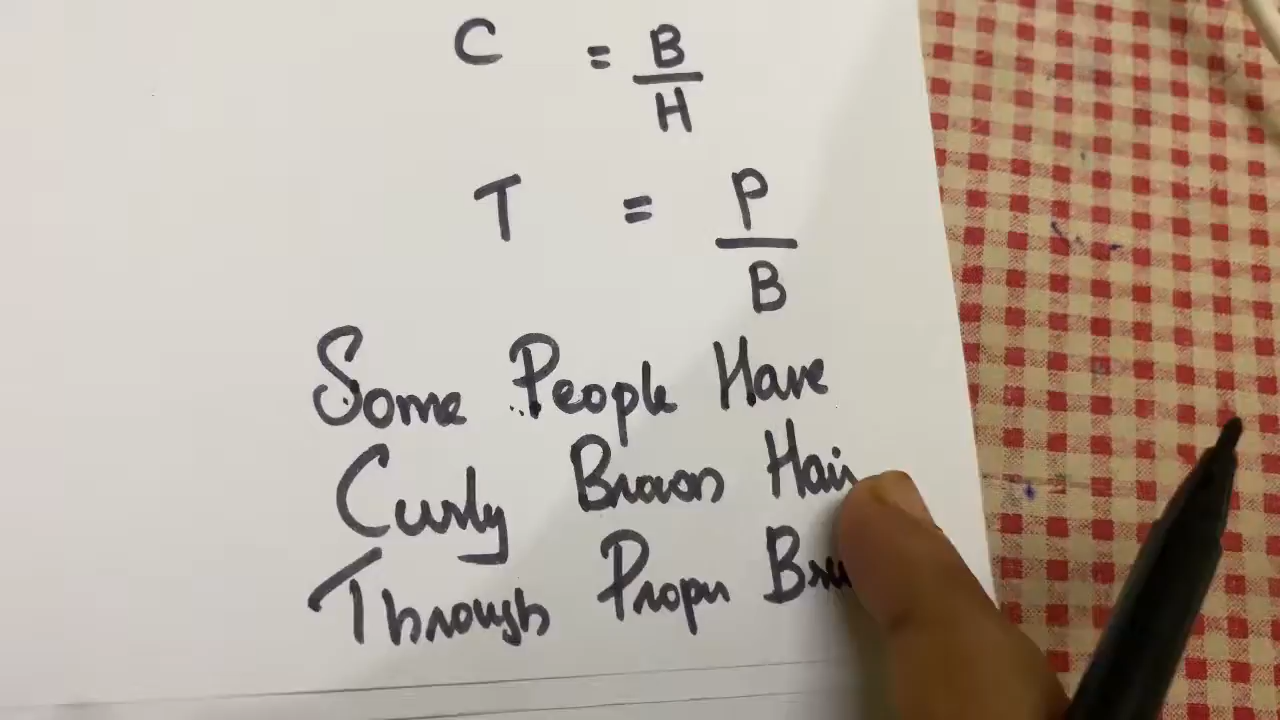 C = B
H
T = P
B
Some People Have
Curly Brown Hair
Through Proper